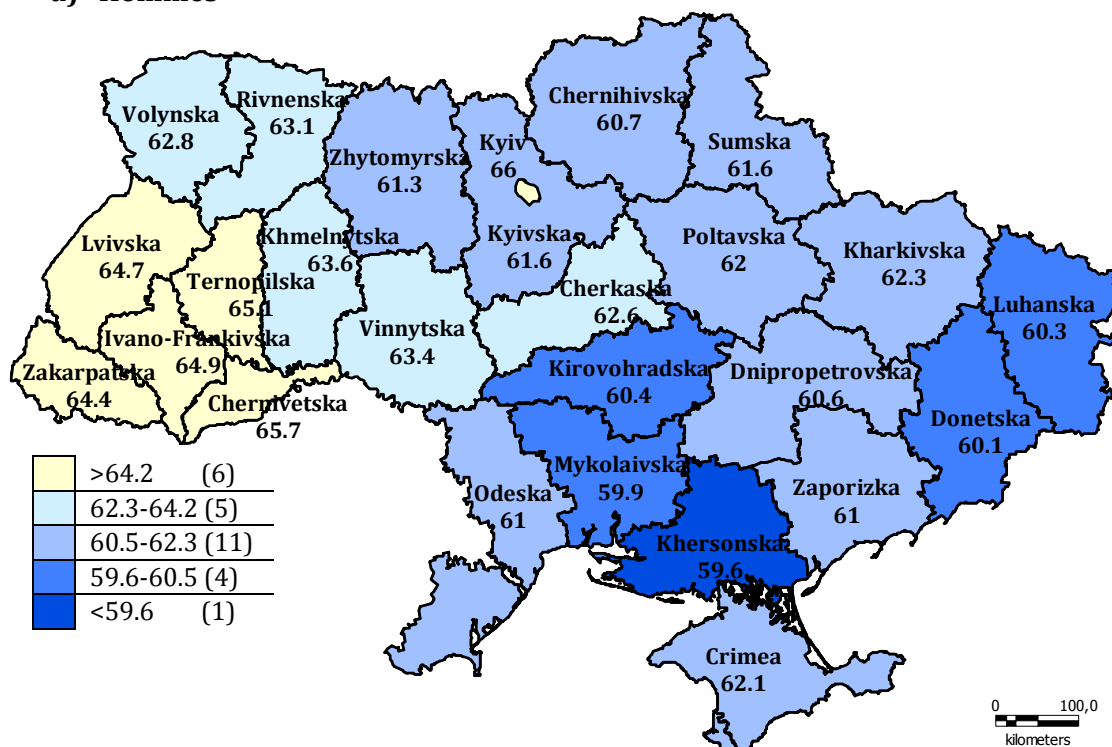 Volynska
62.8
Rivnenska
63.1
Zhytomyrska
61.3
Kyiv
66
Chernihivska
60.7
Sumska
61.6
Lvivska
64.7
Ternopilska
65.1
Khmelnytska
63.6
Kyivska
61.6
Poltavska
62
Kharkivska
62.3
Luhanska
60.3
Ivano-Frankivska
64.9
Zakarpatska
64.4
Chernivetska
65.7
Vinnytska
63.4
Cherkaska
62.6
Kirovohradska
60.4
Dnipropetrovska
60.6
Donetska
60.1
Odeska
61
Mykolaivska
59.9
Zaporizka
61
Khersonska
59.6
Crimea
62.1
>64.2 (6)
62.3-64.2 (5)
60.5-62.3 (11)
59.6-60.5 (4)
<59.6 (1)
0 100,0
kilometers